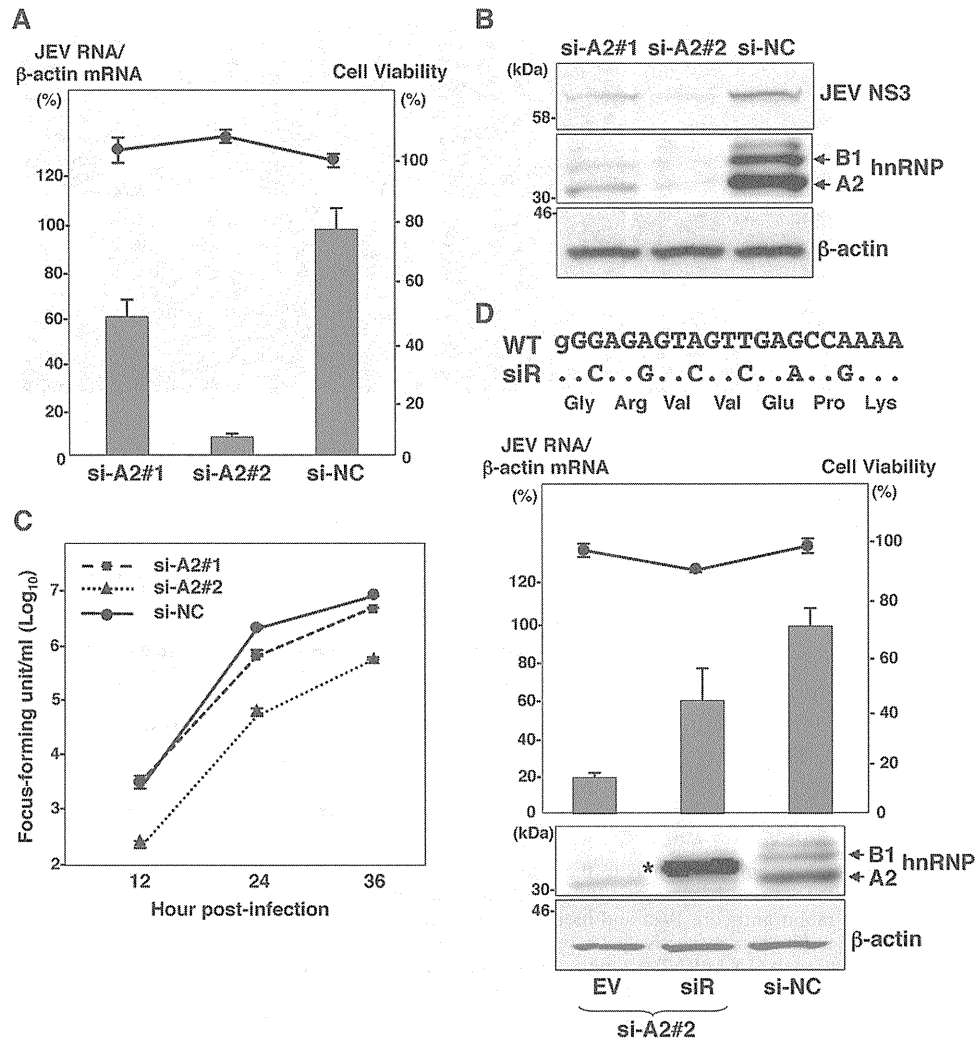 A
JEV RNA/
β-actin mRNA
(%)
Cell Viability
(%)
120
100
80
60
40
20
0
100
80
60
40
20
0
si-A2#1 si-A2#2 si-NC
B
si-A2#1 si-A2#2 si-NC
(kDa)
58-
JEV NS3
30-
B1
hnRNP
A2
46-
β-actin
C
Focus-forming unit/ml (Log10)
7
6
5
4
3
2
si-A2#1
si-A2#2
si-NC
12 24 36
Hour post-infection
D
WT gGGAGAGTAGTTGAGCCAAAA
siR ..C..G..C..C..A..G...
Gly Arg Val Val Glu Pro Lys
JEV RNA/
β-actin mRNA
(%)
Cell Viability
(%)
120
100
80
60
40
20
0
100
80
60
40
20
0
(kDa)
30-
*
B1
hnRNP
A2
46-
β-actin
EV siR si-NC
si-A2#2